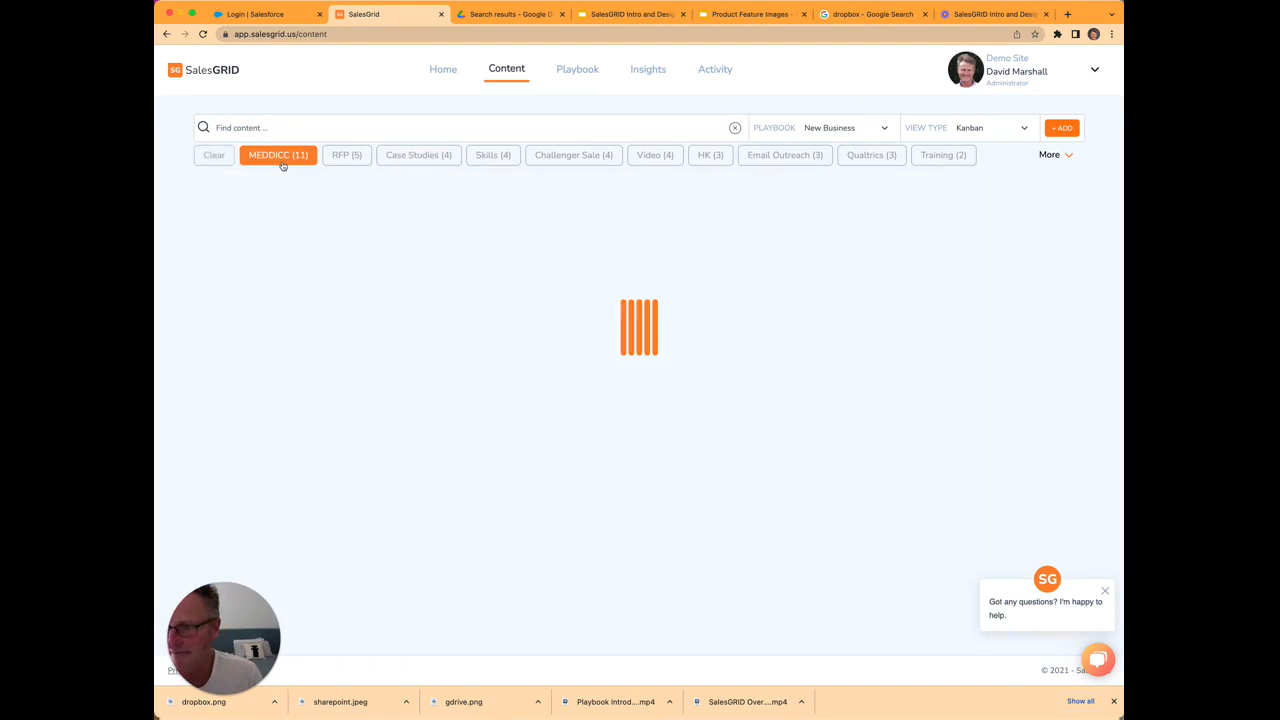 Login | Salesforce
SalesGrid
Search results - Google D
SalesGRID Intro and Desig
Product Feature Images -
dropbox - Google Search
SalesGRID Intro and Desig
app.salesgrid.us/content
SG SalesGRID
Home
Content
Playbook
Insights
Activity
Demo Site
David Marshall
Administrator
Find content ...
PLAYBOOK New Business
VIEW TYPE Kanban
+ ADD
Clear
MEDDICC (11)
RFP (5)
Case Studies (4)
Skills (4)
Challenger Sale (4)
Video (4)
HK (3)
Email Outreach (3)
Qualtrics (3)
Training (2)
More
SG
Got any questions? I'm happy to
help.
© 2021 - Sa
dropbox.png
sharepoint.jpeg
gdrive.png
Playbook Introd....mp4
SalesGRID Over....mp4
Show all